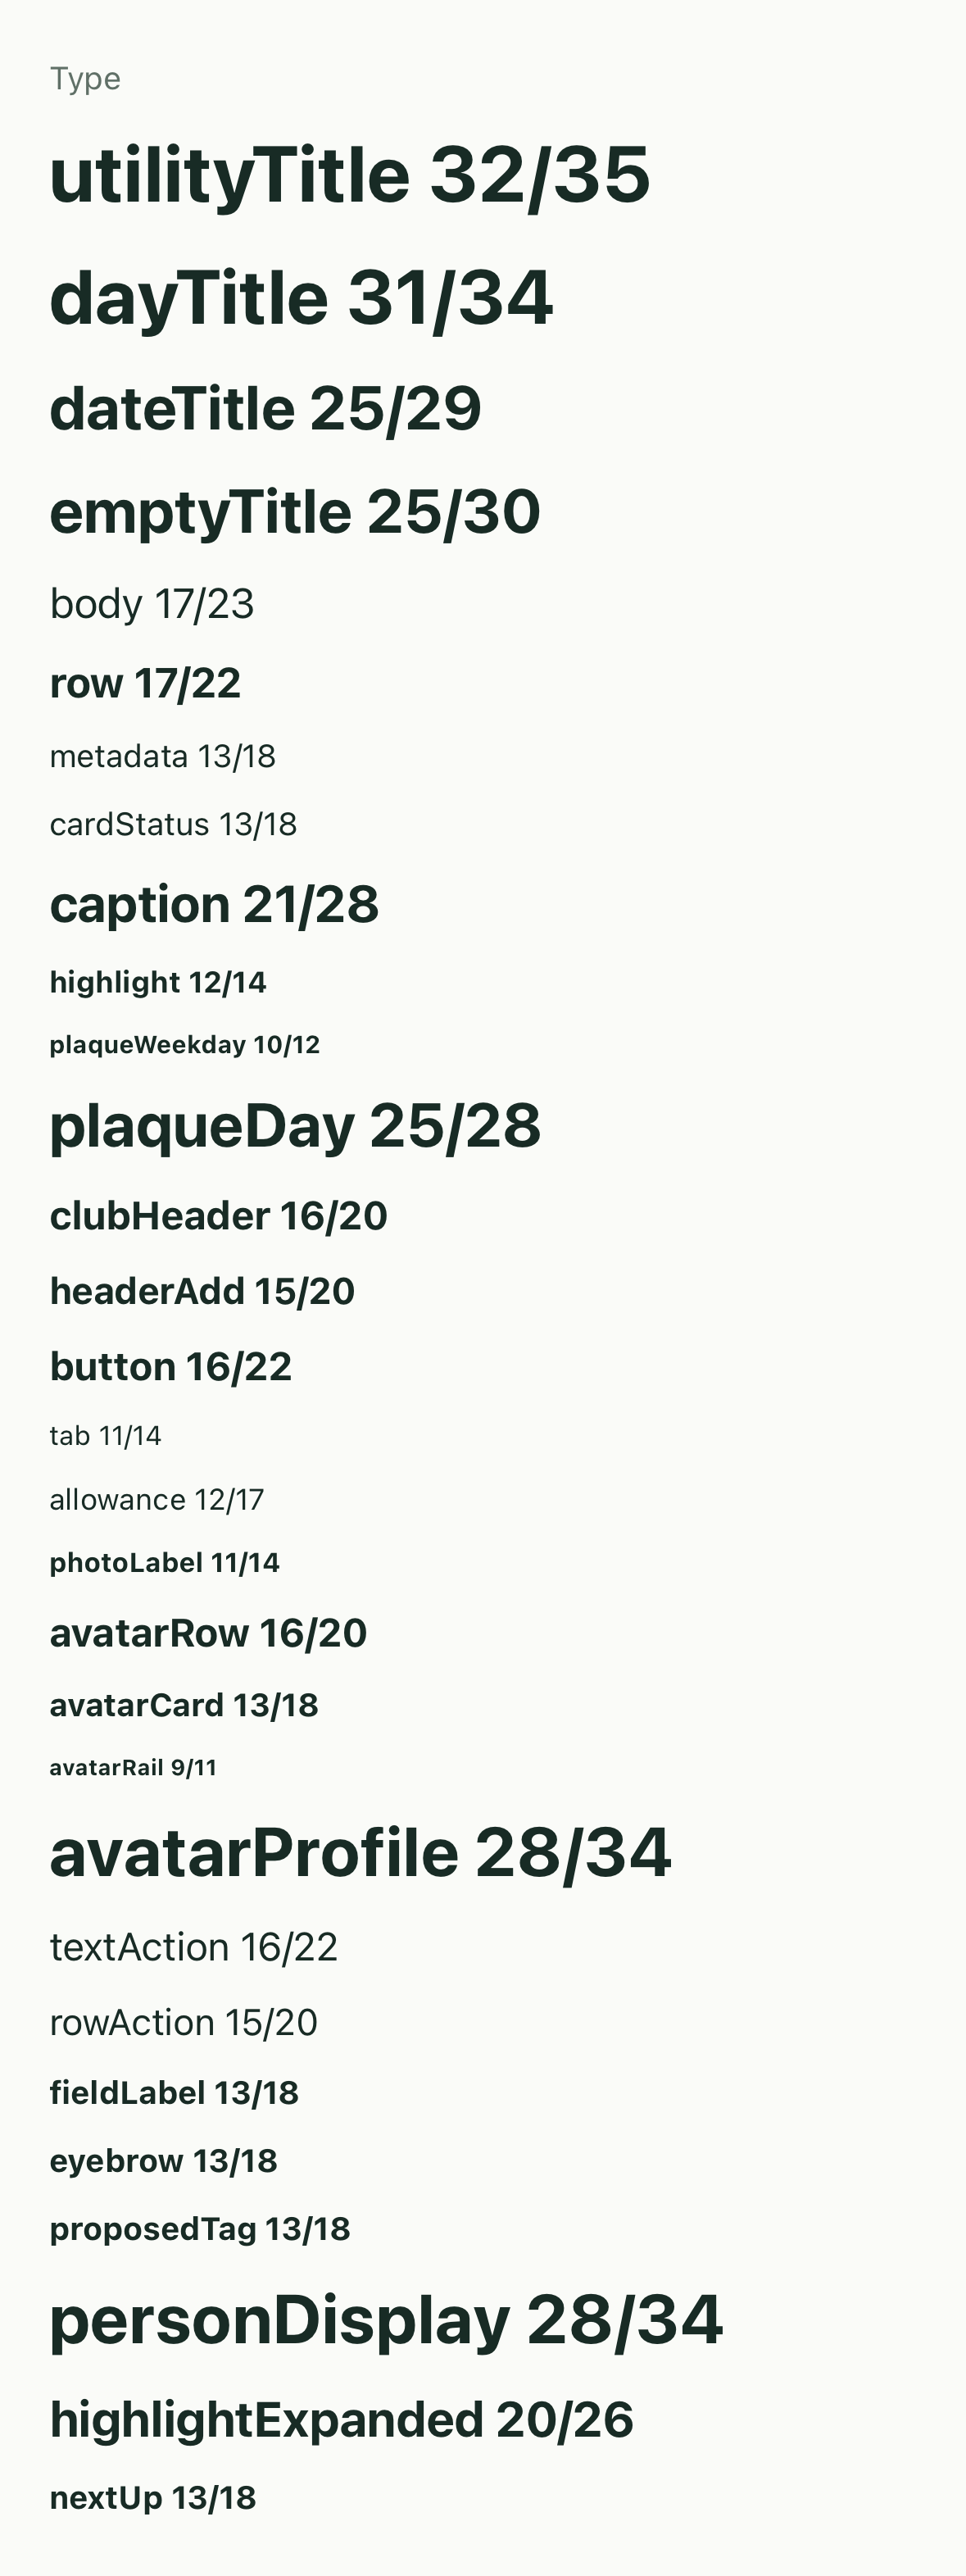 Type
utilityTitle 32/35
dayTitle 31/34
dateTitle 25/29
emptyTitle 25/30
body 17/23
row 17/22
metadata 13/18
cardStatus 13/18
caption 21/28
highlight 12/14
plaqueWeekday 10/12
plaqueDay 25/28
clubHeader 16/20
headerAdd 15/20
button 16/22
tab 11/14
allowance 12/17
photoLabel 11/14
avatarRow 16/20
avatarCard 13/18
avatarRail 9/11
avatarProfile 28/34
textAction 16/22
rowAction 15/20
fieldLabel 13/18
eyebrow 13/18
proposedTag 13/18
personDisplay 28/34
highlightExpanded 20/26
nextUp 13/18